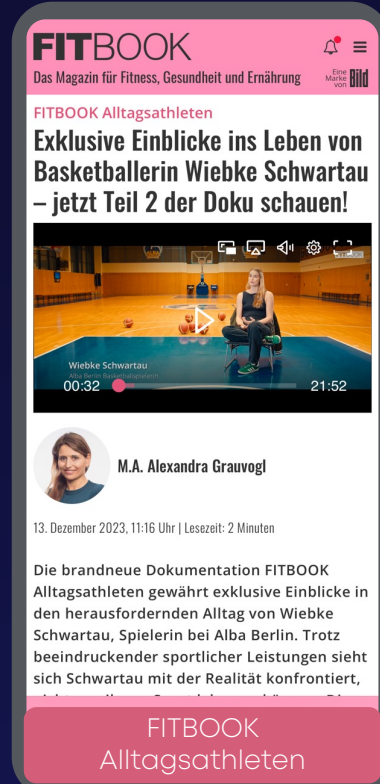 FITBOOK
Das Magazin für Fitness, Gesundheit und Ernährung
Eine
Marke
von Bild
FITBOOK Alltagsathleten
Exklusive Einblicke ins Leben von
Basketballerin Wiebke Schwartau
– jetzt Teil 2 der Doku schauen!
Wiebke Schwartau
Alba Berlin Basketballspielerin
00:32
21:52
M.A. Alexandra Grauvogl
13. Dezember 2023, 11:16 Uhr | Lesezeit: 2 Minuten
Die brandneue Dokumentation FITBOOK
Alltagsathleten gewährt exklusive Einblicke in
den herausfordernden Alltag von Wiebke
Schwartau, Spielerin bei Alba Berlin. Trotz
beeindruckender sportlicher Leistungen sieht
sich Schwartau mit der Realität konfrontiert,
FITBOOK
Alltagsathleten